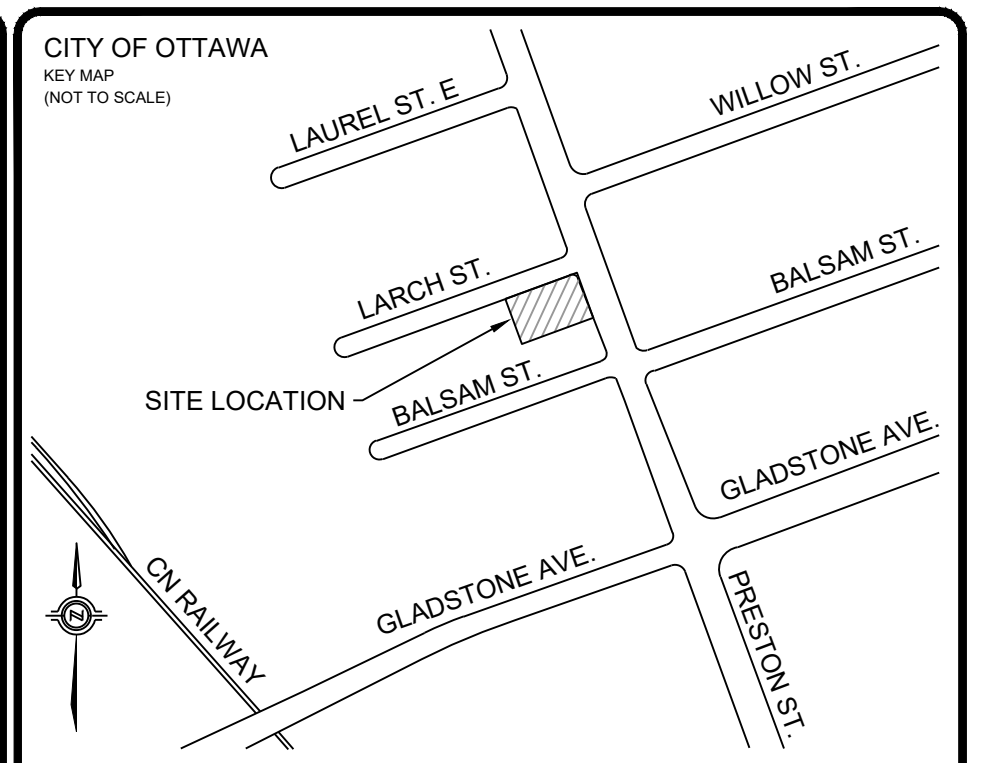 CITY OF OTTAWA
KEY MAP
(NOT TO SCALE)
LAUREL ST. E
WILLOW ST.
LARCH ST.
BALSAM ST.
SITE LOCATION
BALSAM ST.
GLADSTONE AVE.
CN RAILWAY
GLADSTONE AVE.
PRESTON ST.
N